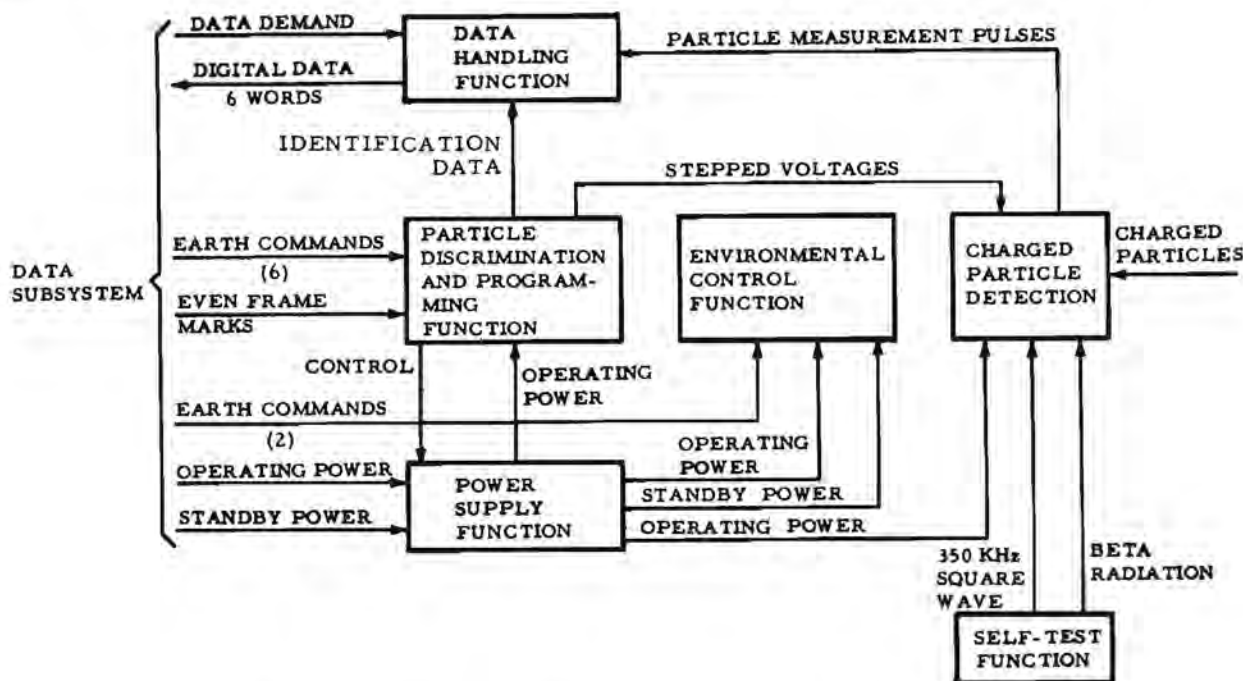 DATA DEMAND
DATA
HANDLING
FUNCTION
PARTICLE MEASUREMENT PULSES
DIGITAL DATA
6 WORDS
IDENTIFICATION
DATA
STEPPED VOLTAGES
DATA
SUBSYSTEM
EARTH COMMANDS
(6)
EVEN FRAME
MARKS
PARTICLE
DISCRIMINATION
AND PROGRAM-
MING
FUNCTION
ENVIRONMENTAL
CONTROL
FUNCTION
CHARGED
PARTICLE
DETECTION
CHARGED
PARTICLES
CONTROL
OPERATING
POWER
EARTH COMMANDS
(2)
OPERATING POWER
STANDBY POWER
POWER
SUPPLY
FUNCTION
OPERATING
POWER
STANDBY POWER
OPERATING POWER
350 KHz
SQUARE
WAVE
BETA
RADIATION
SELF-TEST
FUNCTION